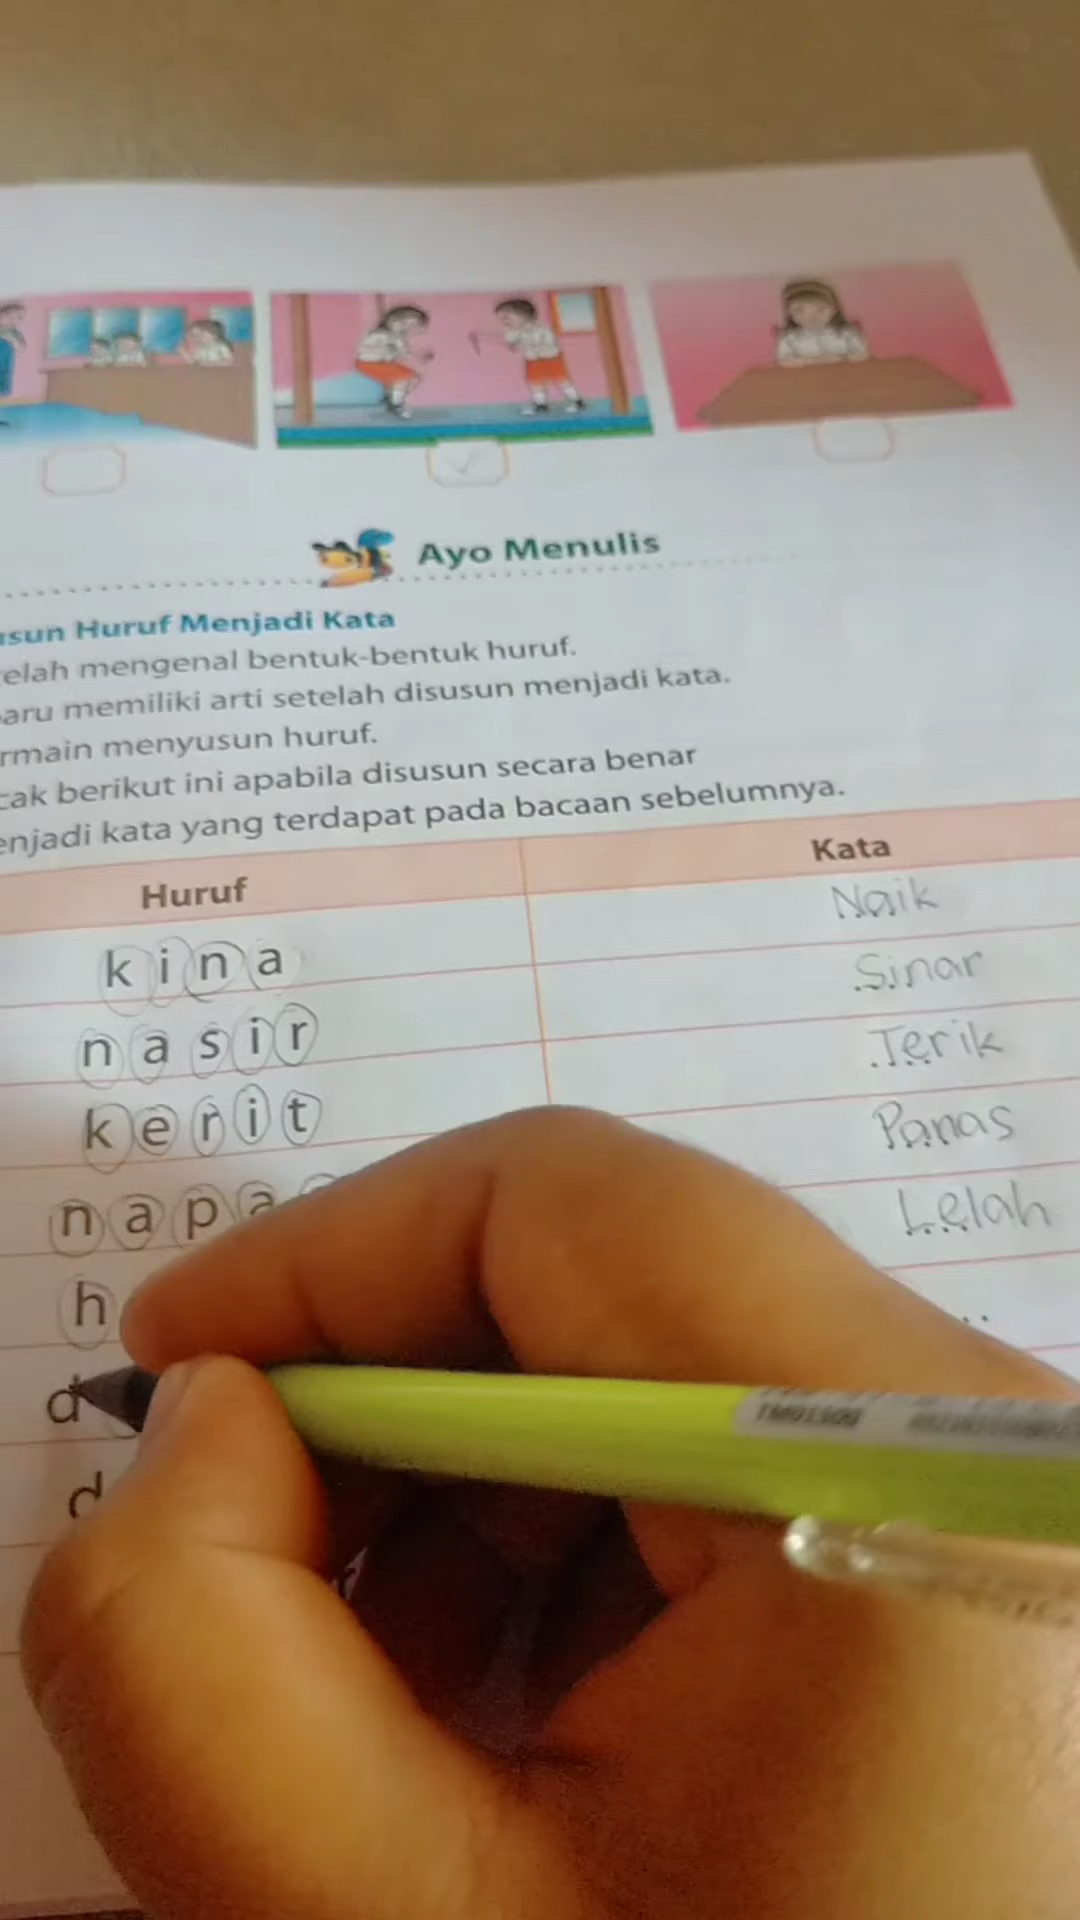 Ayo Menulis
usun Huruf Menjadi Kata
elah mengenal bentuk-bentuk huruf.
aru memiliki arti setelah disusun menjadi kata.
rmain menyusun huruf.
cak berikut ini apabila disusun secara benar
enjadi kata yang terdapat pada bacaan sebelumnya.
Huruf Kata
k i n a Naik
n a s i r Sinar
k e r i t Terik
n a p a Panas
h Lelah
d
d